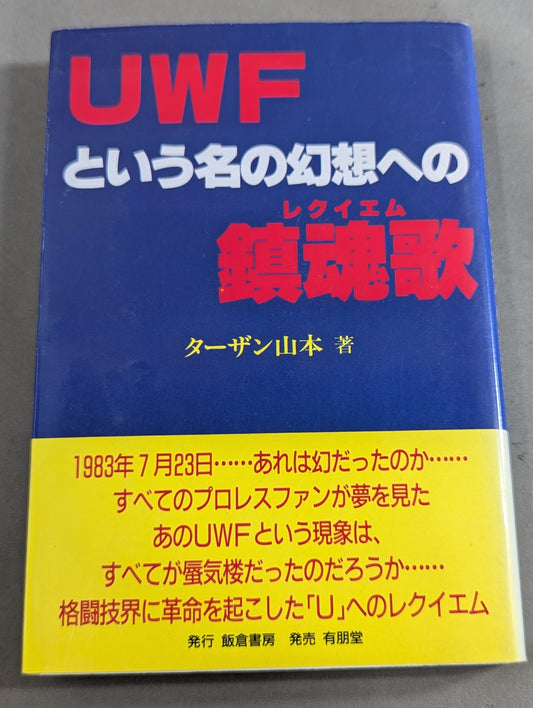 UWF
という名の幻想への
レクイエム
鎮魂歌
ターザン山本 著
1983年7月23日……あれは幻だったのか……
すべてのプロレスファンが夢を見た
あのUWFという現象は、
すべてが蜃気楼だったのだろうか……
格闘技界に革命を起こした「U」へのレクイエム
発行 飯倉書房 発売 有朋堂